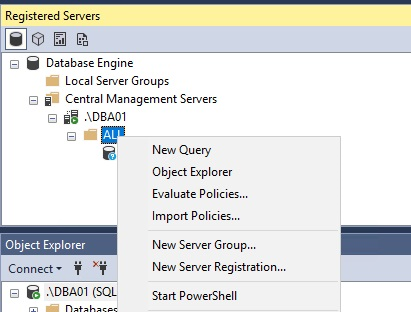 Registered Servers
Database Engine
Local Server Groups
Central Management Servers
.\DBA01
ALL
New Query
Object Explorer
Evaluate Policies...
Import Policies...
New Server Group...
New Server Registration...
Start PowerShell
Object Explorer
Connect
.\DBA01 (SQL
Databases